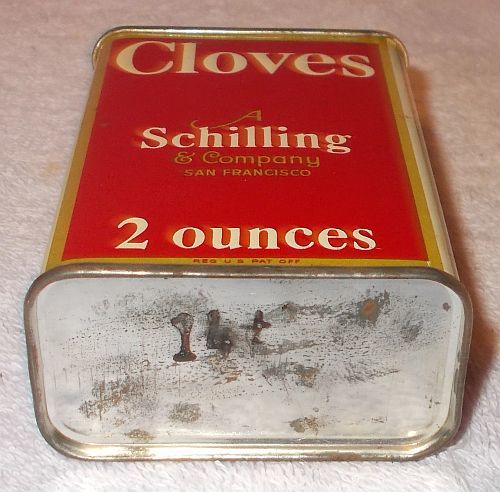 Cloves
A
Schilling
& Company
SAN FRANCISCO
2 ounces
REG U S PAT OFF